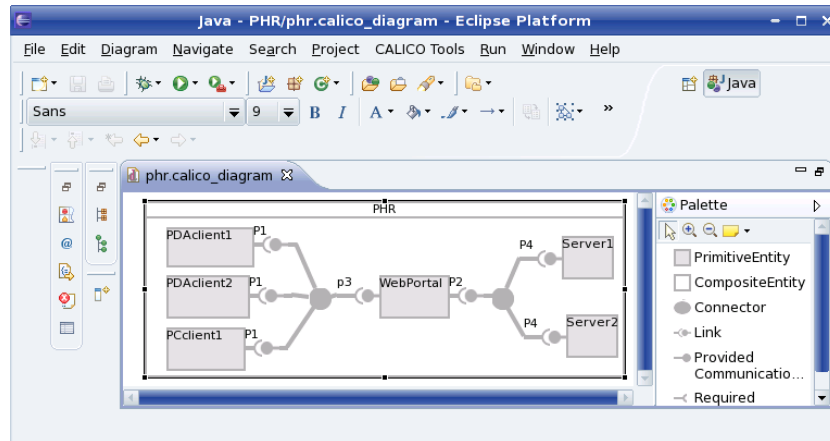 Java - PHR/phr.calico_diagram - Eclipse Platform
File Edit Diagram Navigate Search Project CALICO Tools Run Window Help
Java
Sans 9 B I A »
phr.calico_diagram
PHR
PDAclient1 P1
PDAclient2 P1
PCclient1 P1
p3 WebPortal P2
P4 Server1
P4 Server2
Palette
PrimitiveEntity
CompositeEntity
Connector
Link
Provided
Communicatio...
Required